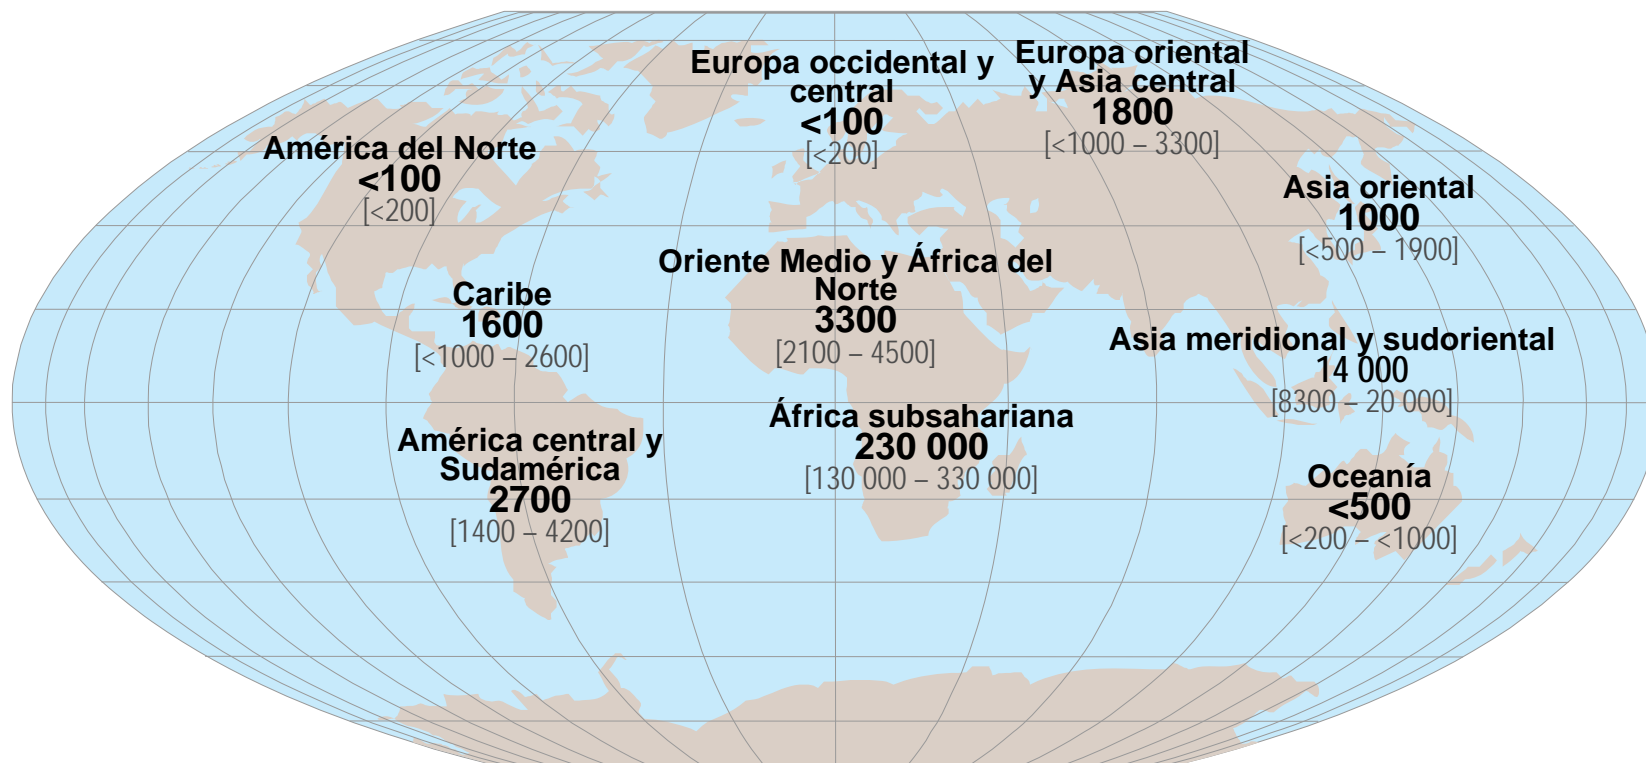 Europa occidental y
central
<100
[<200]
Europa oriental
y Asia central
1800
[<1000 – 3300]
América del Norte
<100
[<200]
Asia oriental
1000
[<500 – 1900]
Oriente Medio y África del
Norte
3300
[2100 – 4500]
Caribe
1600
[<1000 – 2600]
Asia meridional y sudoriental
14 000
[8300 – 20 000]
África subsahariana
230 000
[130 000 – 330 000]
América central y
Sudamérica
2700
[1400 – 4200]
Oceanía
<500
[<200 – <1000]